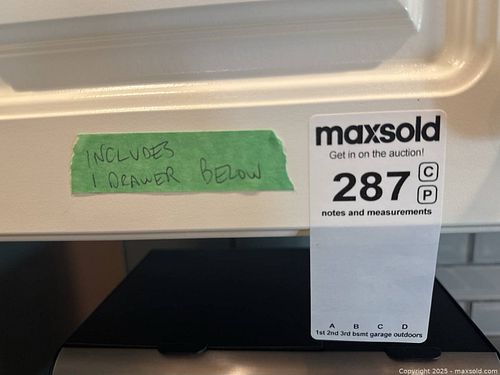 INCLUDES
1 DRAWER BELOW
maxsold
Get in on the auction!
287
C
P
notes and measurements
A B C D
1st 2nd 3rd bsmt garage outdoors
Copyright 2025 - maxsold.com